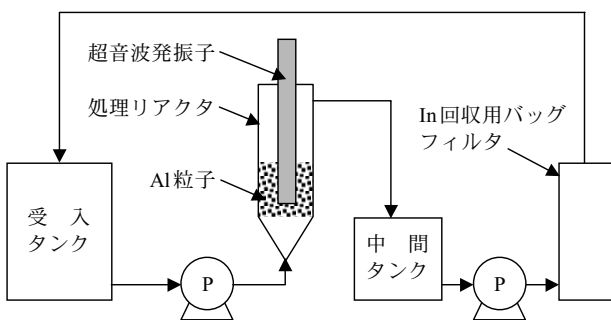 超音波発振子
処理リアクタ
In回収用バッグ
フィルタ
Al粒子
受　入
タンク
中　間
タンク
P
P